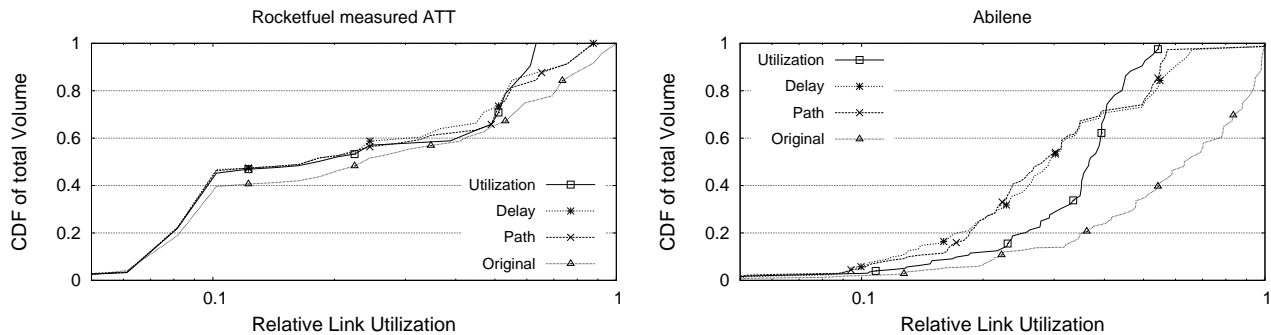 Rocketfuel measured ATT
CDF of total Volume
1
0.8
0.6
0.4
0.2
0
Utilization
Delay
Path
Original
0.1
1
Relative Link Utilization
Abilene
CDF of total Volume
1
0.8
0.6
0.4
0.2
0
Utilization
Delay
Path
Original
0.1
1
Relative Link Utilization